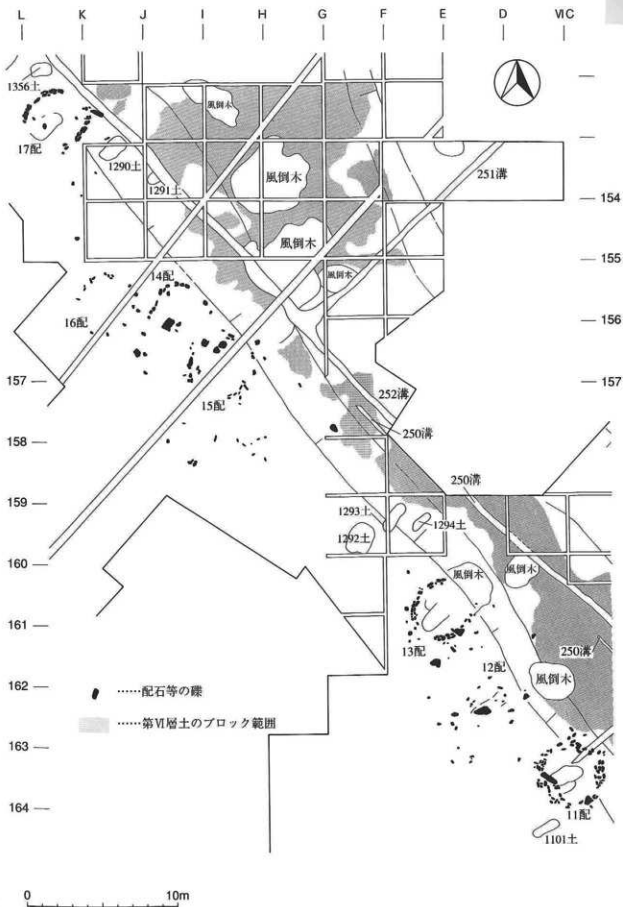 L K J I H G F E D VIC
1356土
17配
1290土
1291土
風倒木
風倒木
風倒木
風倒木
251溝
154
155
156
157
14配
16配
15配
157
158
159
160
161
162
163
164
252溝
250溝
250溝
1293土
1292土
1294土
風倒木
風倒木
13配
12配
250溝
風倒木
11配
1101土
……配石等の礫
……第VI層土のブロック範囲
0 10m